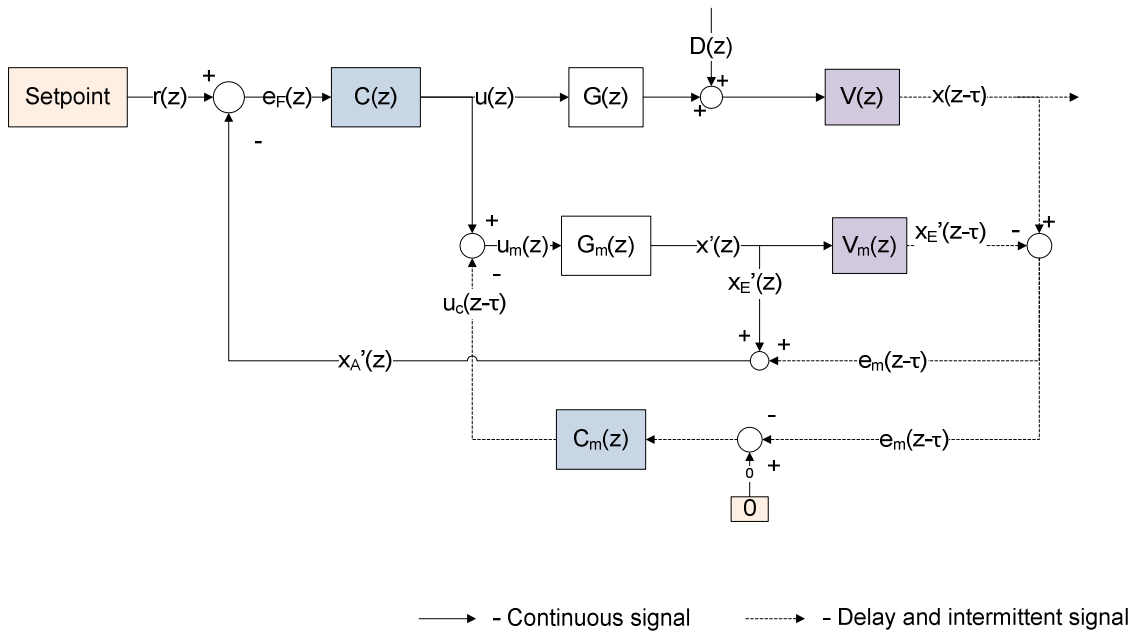 D(z)
+
+
Setpoint
r(z)
+
-
e_F(z)
C(z)
u(z)
G(z)
+
V(z)
x(z-τ)
+
-
u_m(z)
G_m(z)
x'(z)
V_m(z)
x_E'(z-τ)
-
+
x_E'(z)
u_c(z-τ)
+
+
x_A'(z)
e_m(z-τ)
-
C_m(z)
e_m(z-τ)
+
0
0
- Continuous signal
- Delay and intermittent signal